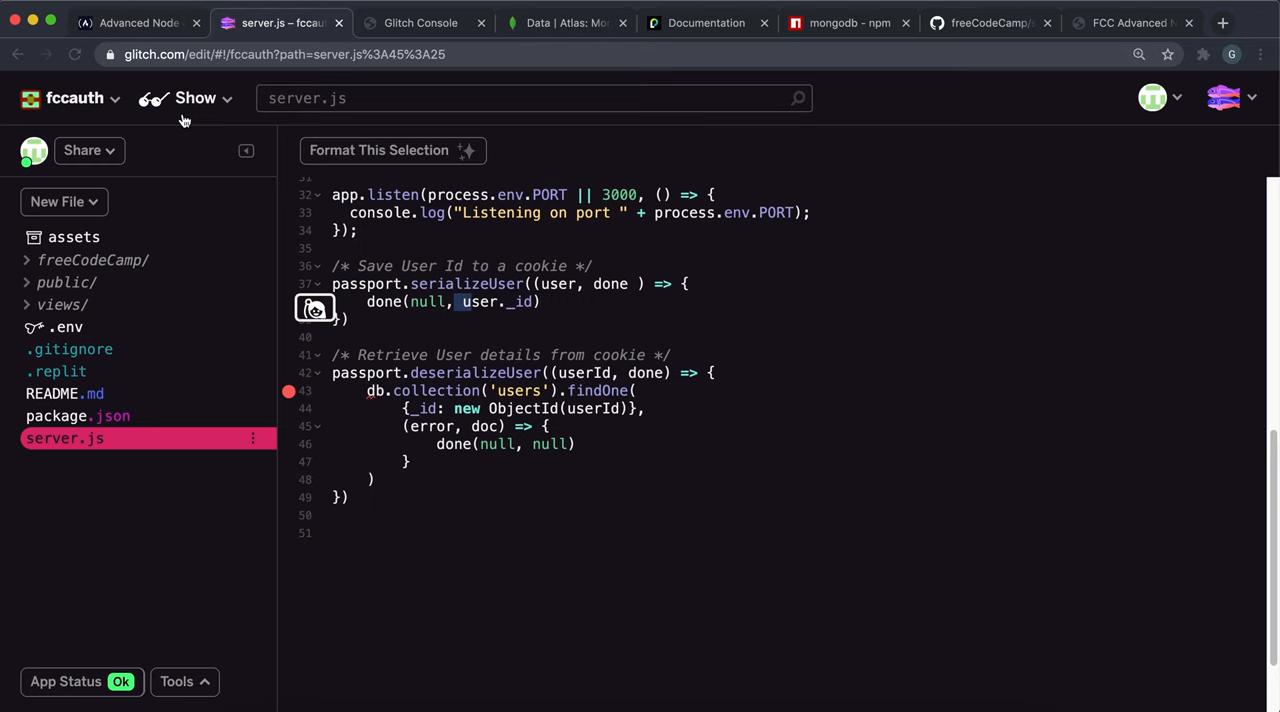 Advanced Node
server.js – fccau
Glitch Console
Data | Atlas: Mo
Documentation
mongodb - npm
freeCodeCamp/
FCC Advanced N
glitch.com/edit/#!/fccauth?path=server.js%3A45%3A25
G
fccauth
Show
server.js
Share
Format This Selection
New File
assets
freeCodeCamp/
public/
views/
.env
.gitignore
.replit
README.md
package.json
server.js
31
32 app.listen(process.env.PORT || 3000, () => {
33 console.log("Listening on port " + process.env.PORT);
34 });
35
36 /* Save User Id to a cookie */
37 passport.serializeUser((user, done ) => {
done(null, user._id)
})
40
41 /* Retrieve User details from cookie */
42 passport.deserializeUser((userId, done) => {
43 db.collection('users').findOne(
44 {_id: new ObjectId(userId)},
45 (error, doc) => {
46 done(null, null)
47 }
48 )
49 })
50
51
App Status Ok
Tools